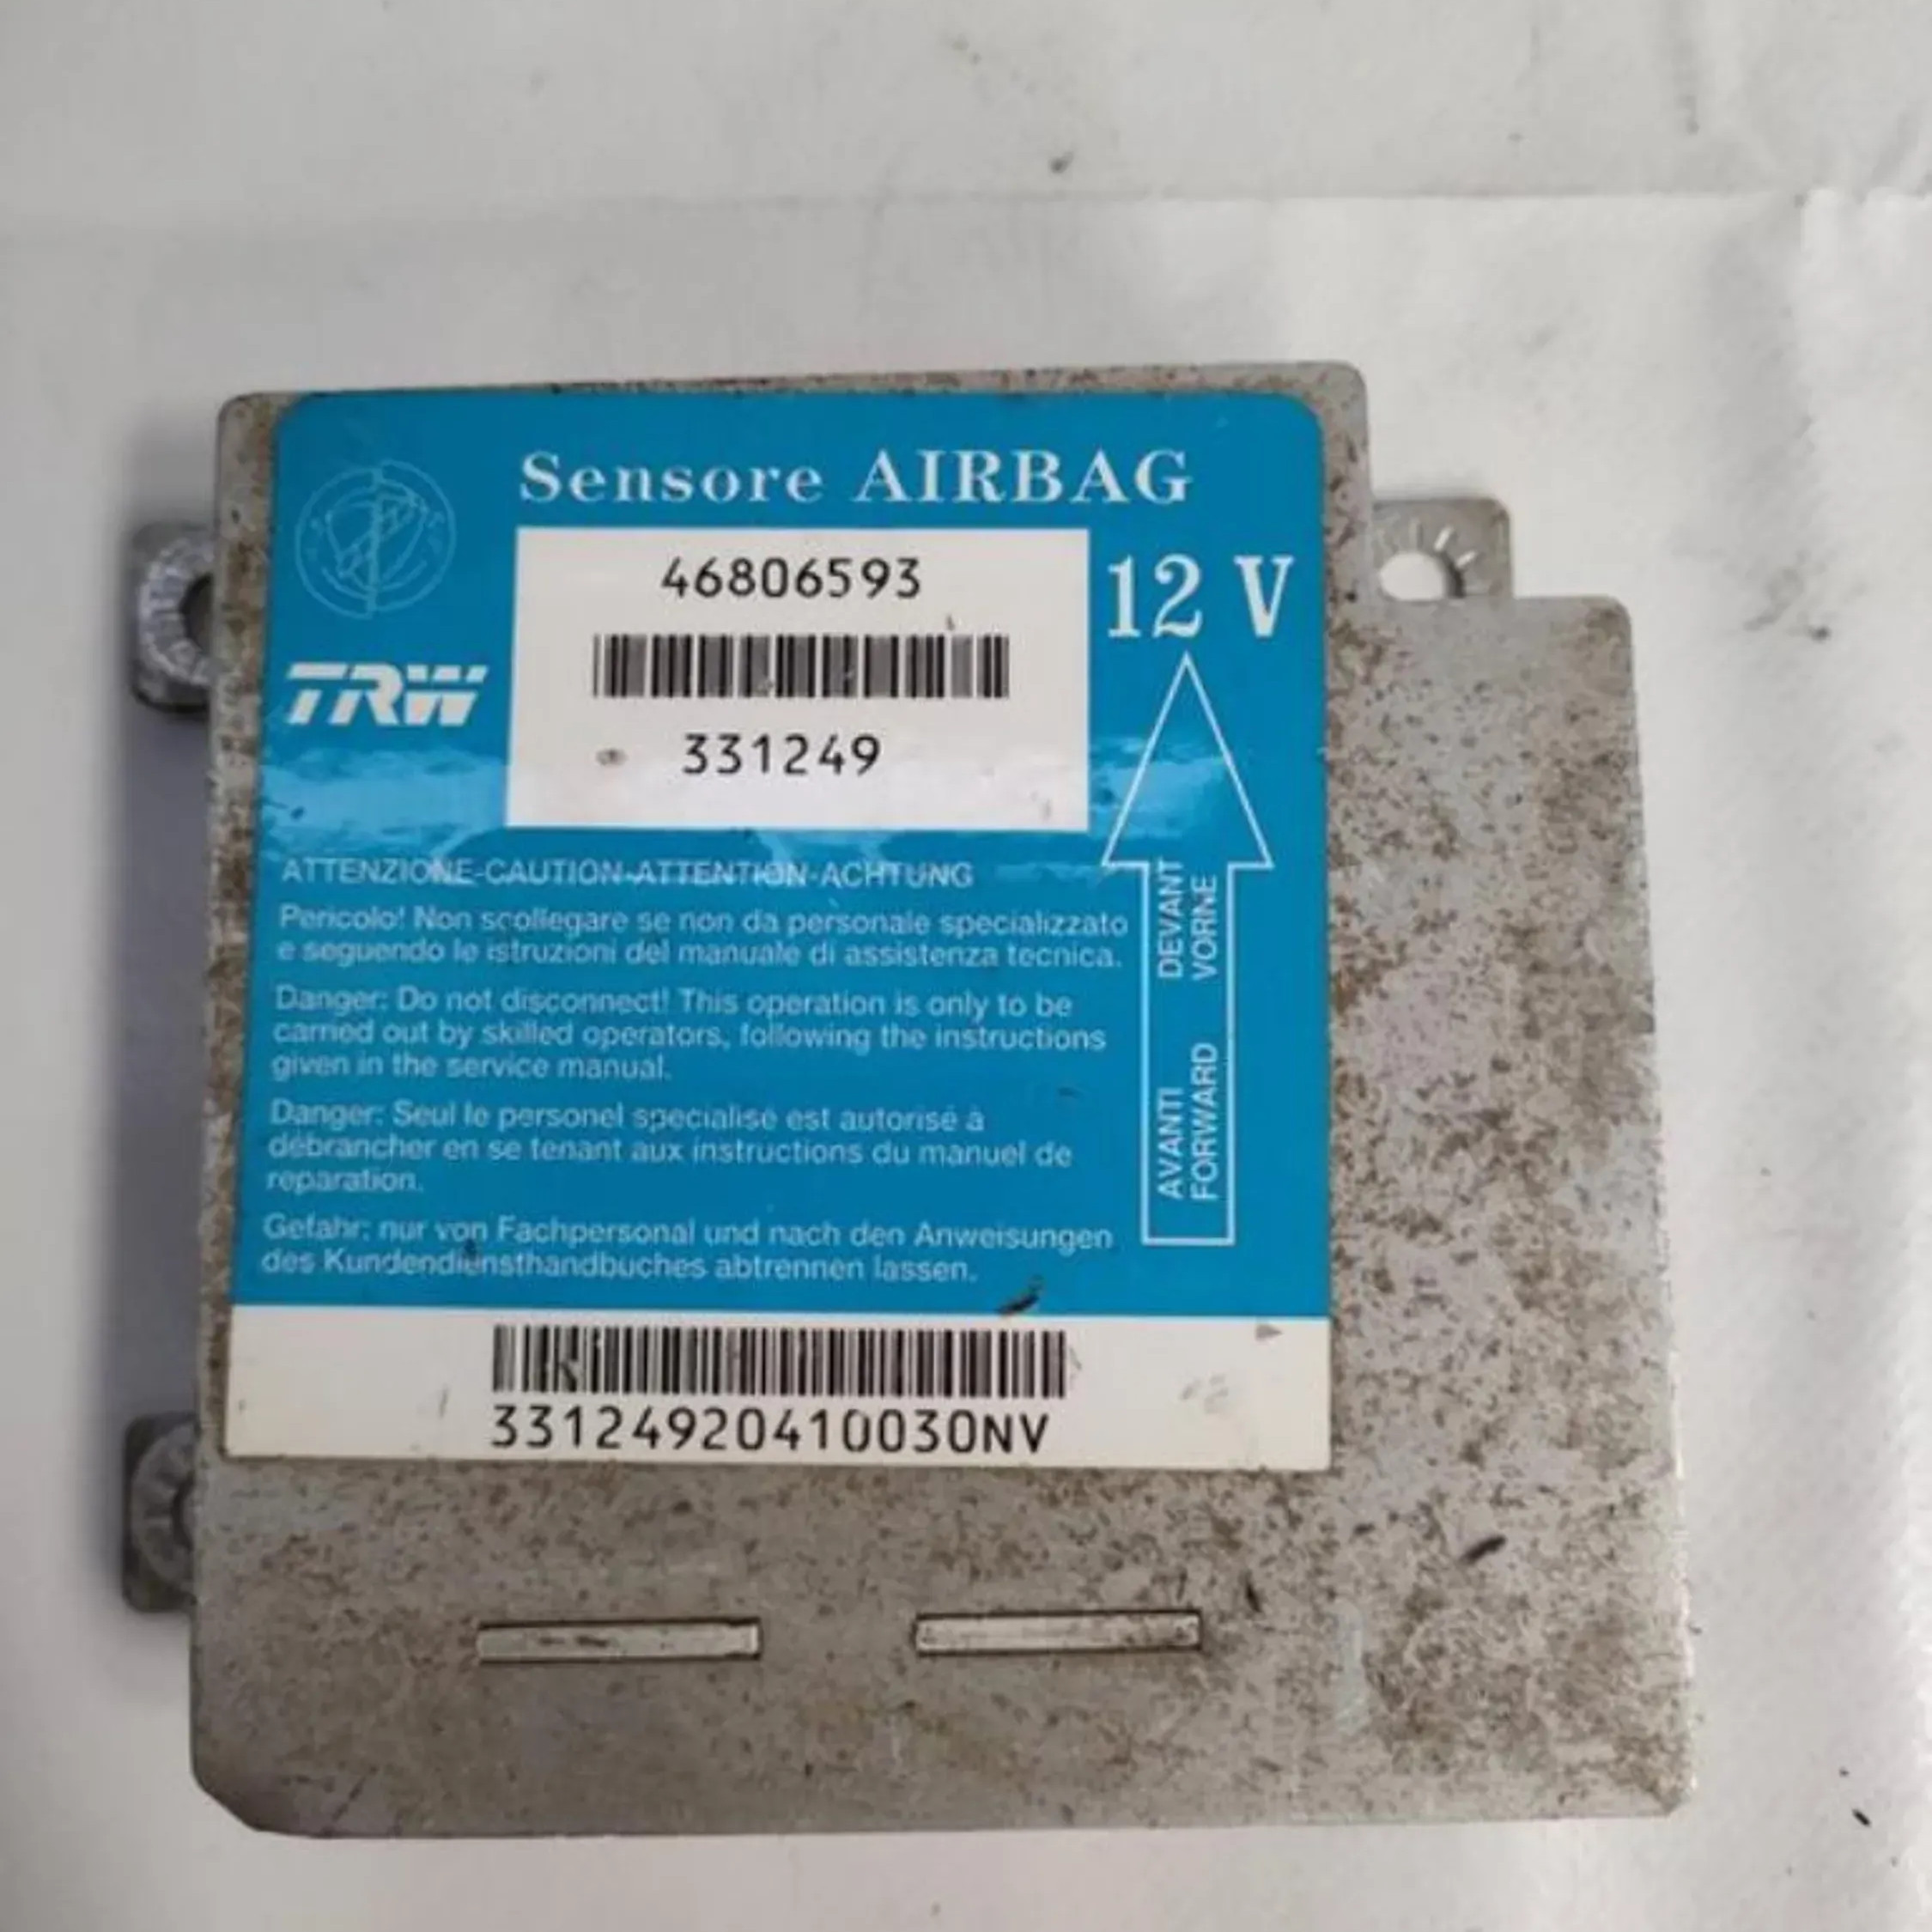 Sensore AIRBAG
46806593
12 V
TRW
331249
ATTENZIONE-CAUTION-ATTENTION-ACHTUNG
Pericolo! Non scollegare se non da personale specializzato
e seguendo le istruzioni del manuale di assistenza tecnica.
Danger: Do not disconnect! This operation is only to be
carried out by skilled operators, following the instructions
given in the service manual.
Danger: Seul le personel specialisé est autorisé à
débrancher en se tenant aux instructions du manuel de
reparation.
Gefahr: nur von Fachpersonal und nach den Anweisungen
des Kundendiensthandbuches abtrennen lassen.
AVANTI DEVANT
FORWARD VORNE
33124920410030NV